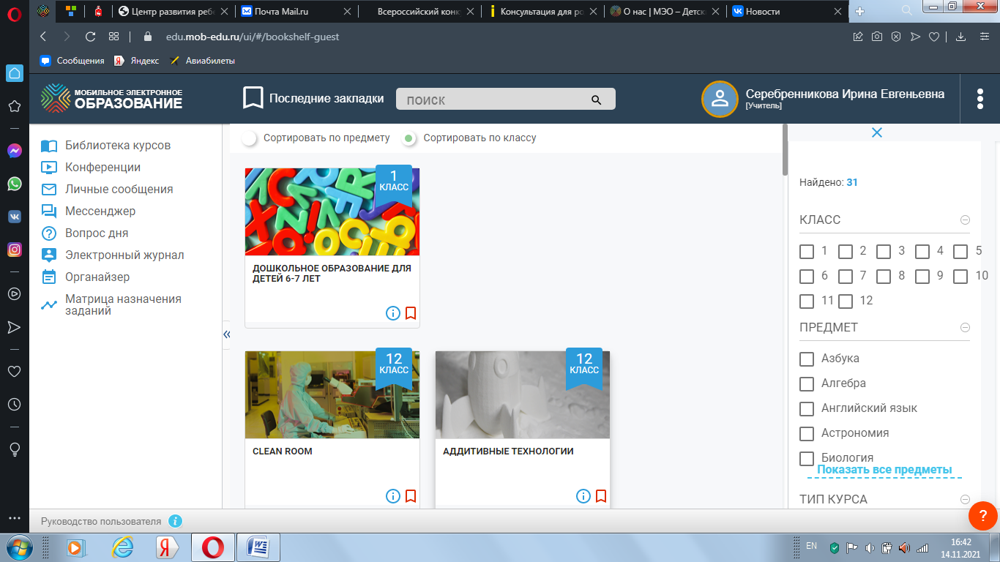 Центр развития ребе
Почта Mail.ru
Всероссийский конк
Консультация для ро
О нас | МЭО – Детск
Новости
edu.mob-edu.ru/ui/#/bookshelf-guest
Сообщения
Яндекс
Авиабилеты
МОБИЛЬНОЕ ЭЛЕКТРОННОЕ
ОБРАЗОВАНИЕ
Последние закладки
поиск
Серебренникова Ирина Евгеньевна
[Учитель]
Библиотека курсов
Конференции
Личные сообщения
Мессенджер
Вопрос дня
Электронный журнал
Органайзер
Матрица назначения
заданий
Сортировать по предмету
Сортировать по классу
1
КЛАСС
ДОШКОЛЬНОЕ ОБРАЗОВАНИЕ ДЛЯ
ДЕТЕЙ 6-7 ЛЕТ
12
КЛАСС
CLEAN ROOM
12
КЛАСС
АДДИТИВНЫЕ ТЕХНОЛОГИИ
Найдено: 31
КЛАСС
1 2 3 4 5
6 7 8 9 10
11 12
ПРЕДМЕТ
Азбука
Алгебра
Английский язык
Астрономия
Биология
Показать все предметы
ТИП КУРСА
?
Руководство пользователя
EN
16:42
14.11.2021